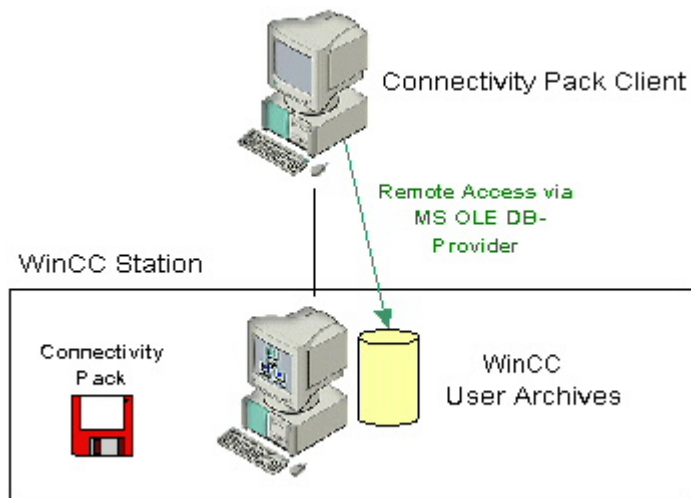 Connectivity Pack Client
Remote Access via
MS OLE DB-
Provider
WinCC Station
Connectivity
Pack
WinCC
User Archives